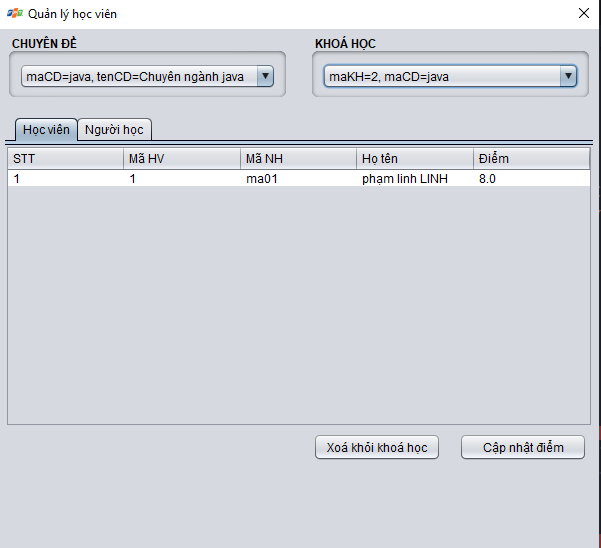 Quản lý học viên
CHUYÊN ĐỀ KHOÁ HỌC
maCD=java, tenCD=Chuyên ngành java maKH=2, maCD=java
Học viên Người học
STT Mã HV Mã NH Họ tên Điểm
1 1 ma01 phạm linh LINH 8.0
Xoá khỏi khoá học Cập nhật điểm